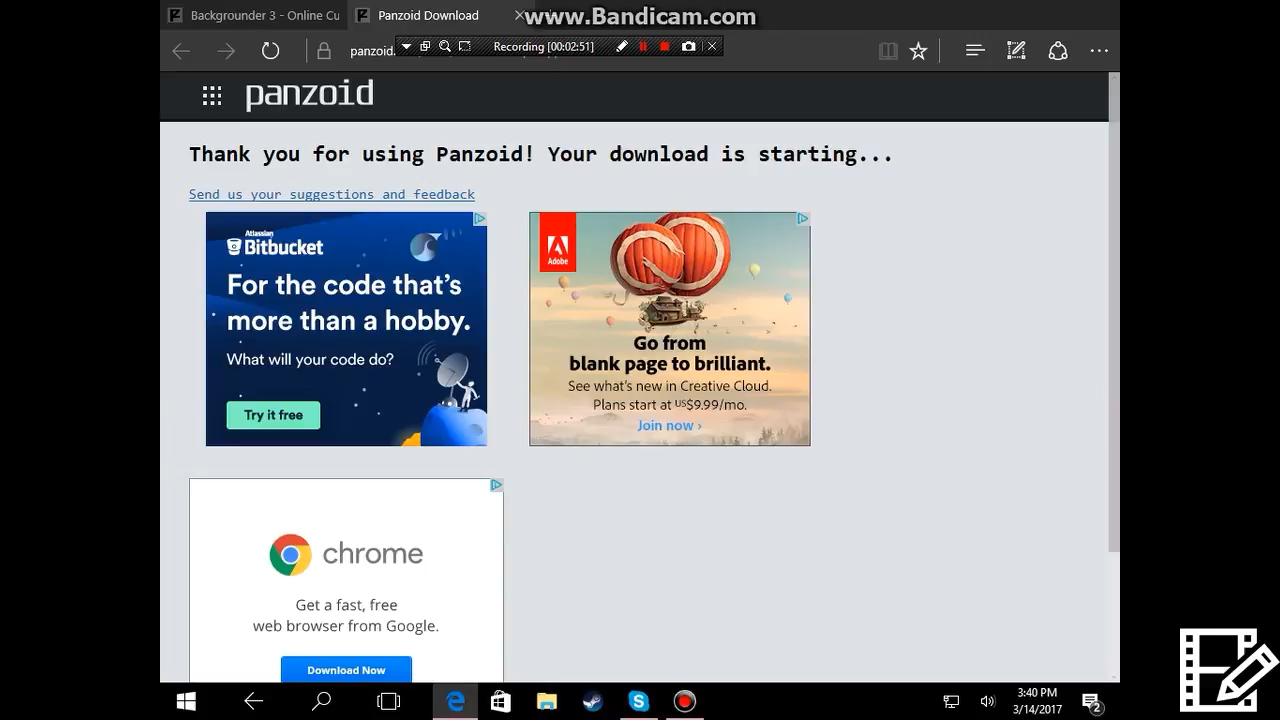 Backgrounder 3 - Online Cu
Panzoid Download
www.Bandicam.com
panzoid.
Recording [00:02:51]
panzoid
Thank you for using Panzoid! Your download is starting...
Send us your suggestions and feedback
Atlassian
Bitbucket
For the code that's
more than a hobby.
What will your code do?
Try it free
Adobe
Go from
blank page to brilliant.
See what's new in Creative Cloud.
Plans start at US$9.99/mo.
Join now ›
chrome
Get a fast, free
web browser from Google.
Download Now
3:40 PM
3/14/2017
2